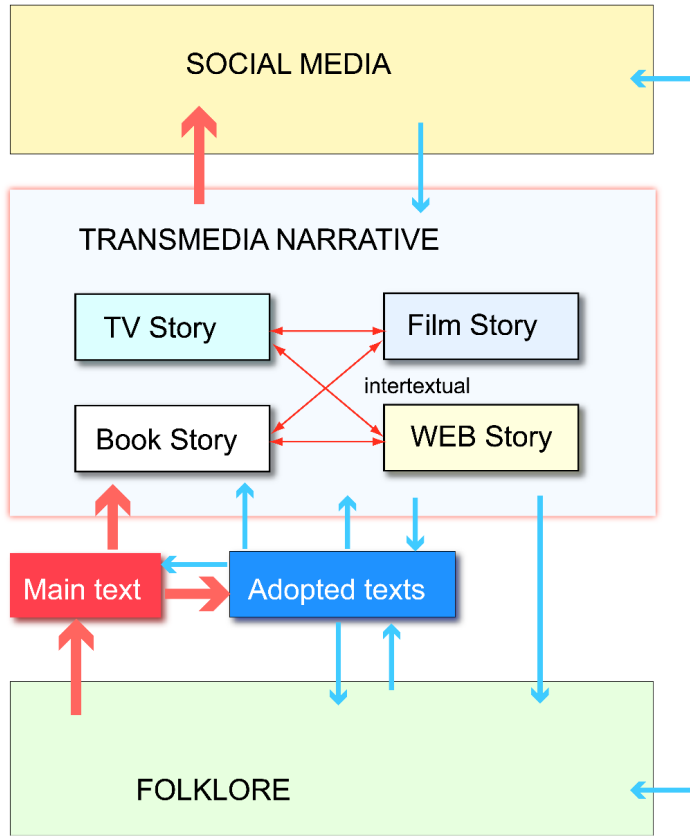 SOCIAL MEDIA
TRANSMEDIA NARRATIVE
TV Story
Film Story
intertextual
Book Story
WEB Story
Main text
Adopted texts
FOLKLORE